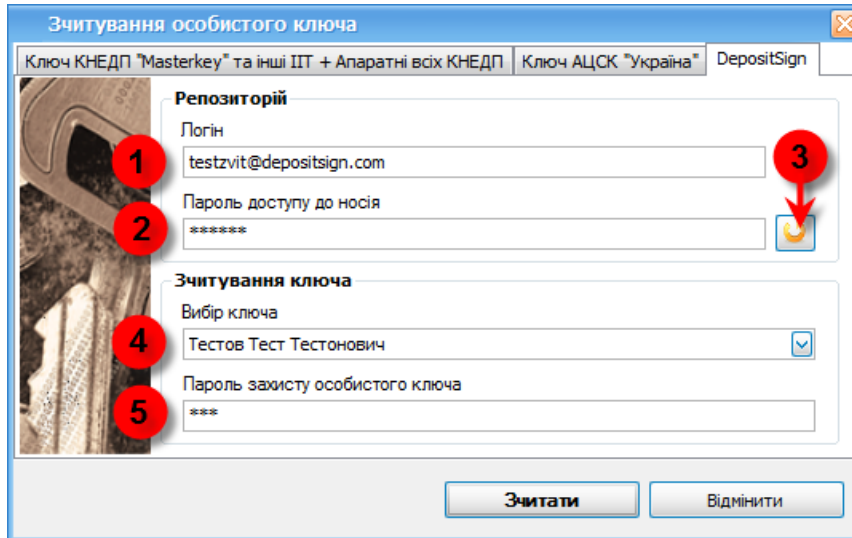 Зчитування особистого ключа
Ключ КНЕДП "Masterkey" та інші ІІТ + Апаратні всіх КНЕДП
Ключ АЦСК "Україна"
DepositSign
Репозиторій
Логін
1
testzvit@depositsign.com
3
Пароль доступу до носія
2
******
Зчитування ключа
Вибір ключа
4
Тестов Тест Тестонович
Пароль захисту особистого ключа
5
***
Зчитати
Відмінити